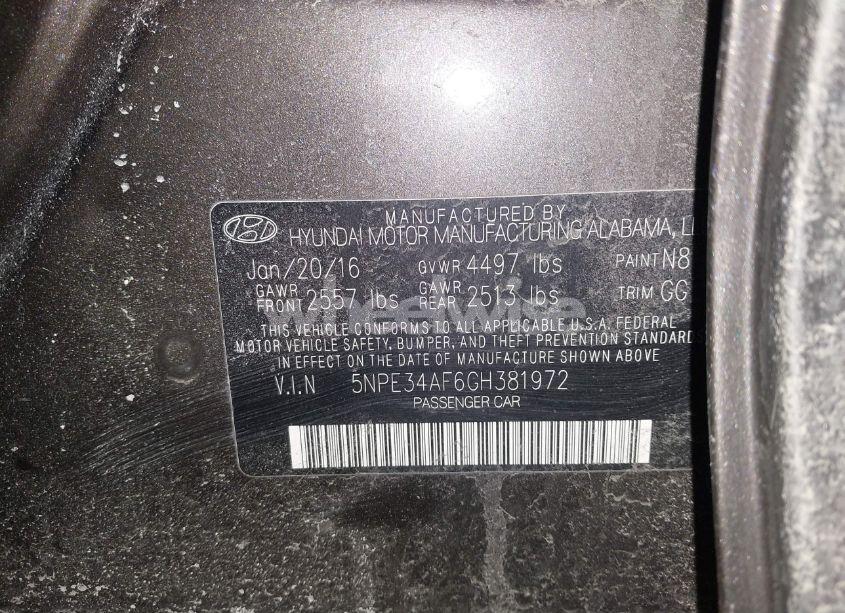 MANUFACTURED BY
HYUNDAI MOTOR MANUFACTURING ALABAMA, L
Jan/20/16 GVWR 4497 lbs PAINT N8
GAWR FRONT 2557 lbs GAWR REAR 2513 lbs TRIM GG
THIS VEHICLE CONFORMS TO ALL APPLICABLE U.S.A. FEDERAL
MOTOR VEHICLE SAFETY, BUMPER, AND THEFT PREVENTION STANDARDS
IN EFFECT ON THE DATE OF MANUFACTURE SHOWN ABOVE
V.I.N 5NPE34AF6GH381972
PASSENGER CAR
wheelwise